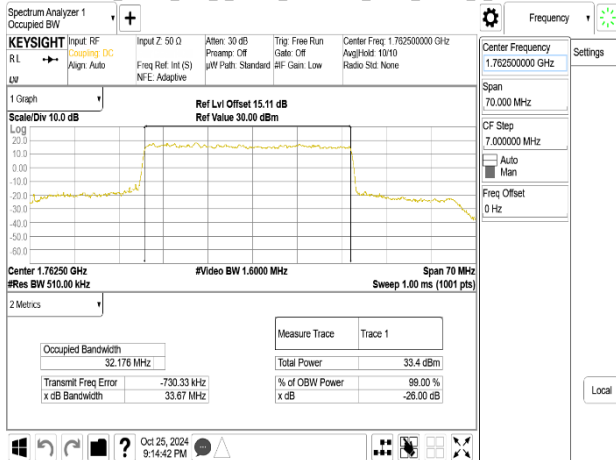 Spectrum Analyzer 1
Occupied BW
KEYSIGHT
R L
Input: RF
Coupling: DC
Align: Auto
Input Z: 50 Ω
Freq Ref: Int (S)
NFE: Adaptive
Atten: 30 dB
Preamp: Off
µW Path: Standard
Trig: Free Run
Gate: Off
#IF Gain: Low
Center Freq: 1.762500000 GHz
Avg|Hold: 10/10
Radio Std: None
1 Graph
Scale/Div 10.0 dB
Ref Lvl Offset 15.11 dB
Ref Value 30.00 dBm
Log
20.0
10.0
0.00
-10.0
-20.0
-30.0
-40.0
-50.0
-60.0
Center 1.76250 GHz
#Res BW 510.00 kHz
#Video BW 1.6000 MHz
Span 70 MHz
Sweep 1.00 ms (1001 pts)
2 Metrics
Measure Trace Trace 1
Occupied Bandwidth
32.176 MHz
Total Power 33.4 dBm
Transmit Freq Error -730.33 kHz
% of OBW Power 99.00 %
x dB Bandwidth 33.67 MHz
x dB -26.00 dB
?
Oct 25, 2024
9:14:42 PM
Frequency
Center Frequency
1.762500000 GHz
Settings
Span
70.000 MHz
CF Step
7.000000 MHz
Auto
Man
Freq Offset
0 Hz
Local